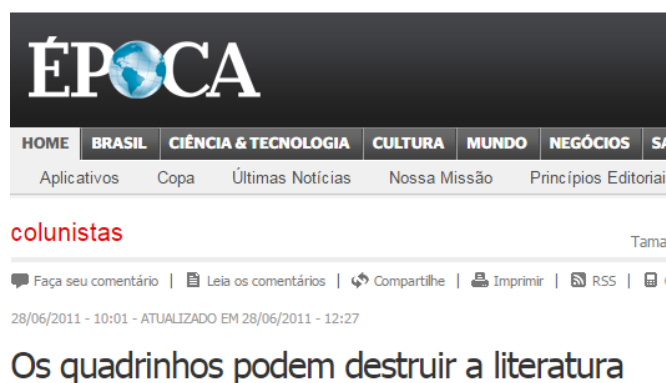 ÉPOCA
HOME BRASIL CIÊNCIA & TECNOLOGIA CULTURA MUNDO NEGÓCIOS
Aplicativos Copa Últimas Notícias Nossa Missão Princípios Editoriai
colunistas
Tama
Faça seu comentário | Leia os comentários | Compartilhe | Imprimir | RSS |
28/06/2011 - 10:01 - ATUALIZADO EM 28/06/2011 - 12:27
Os quadrinhos podem destruir a literatura